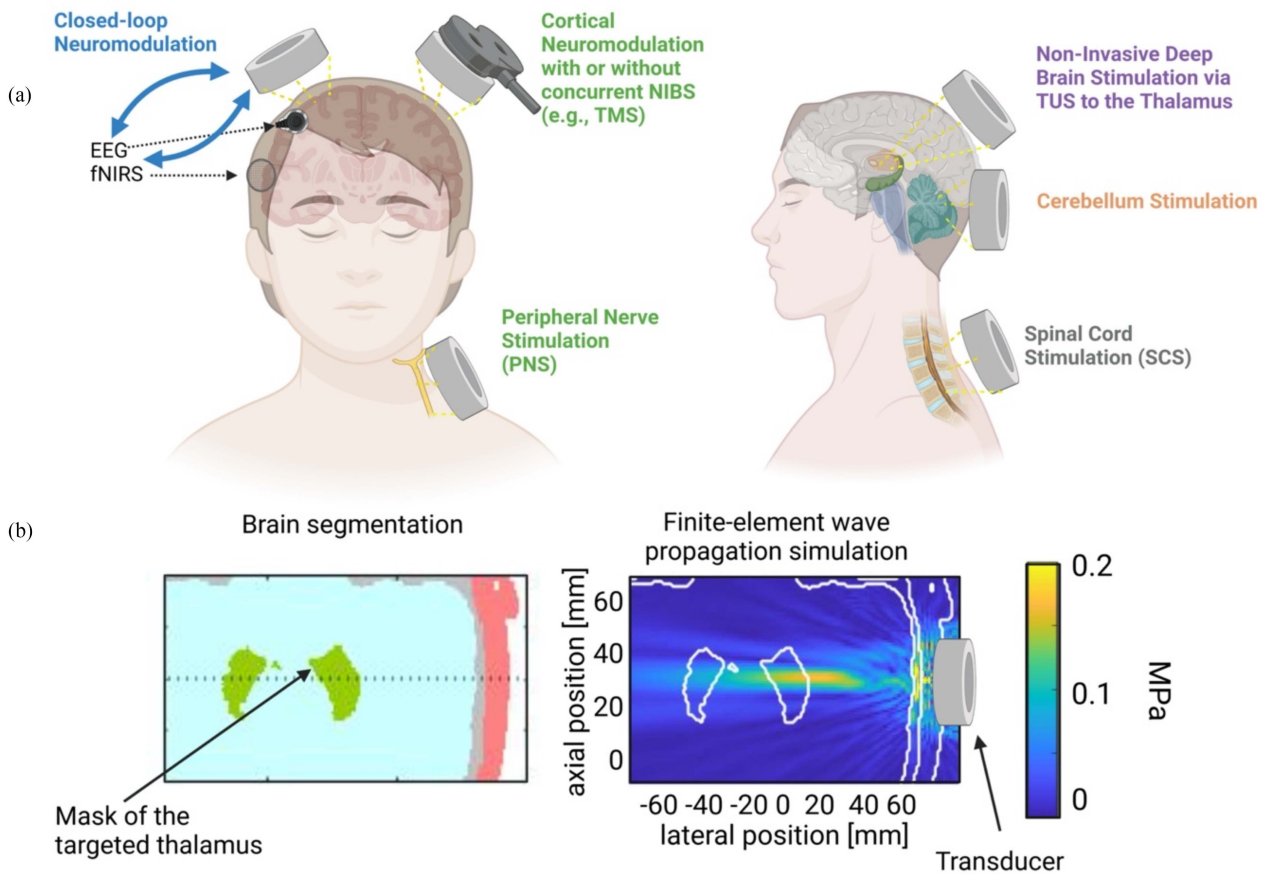 (a)
Closed-loop
Neuromodulation
EEG
fNIRS
Cortical
Neuromodulation
with or without
concurrent NIBS
(e.g., TMS)
Peripheral Nerve
Stimulation
(PNS)
Non-Invasive Deep
Brain Stimulation via
TUS to the Thalamus
Cerebellum Stimulation
Spinal Cord
Stimulation (SCS)
(b)
Brain segmentation
Mask of the
targeted thalamus
Finite-element wave
propagation simulation
axial position [mm]
60
40
20
0
-60 -40 -20 0 20 40 60
lateral position [mm]
Transducer
0.2
0.1
0
MPa